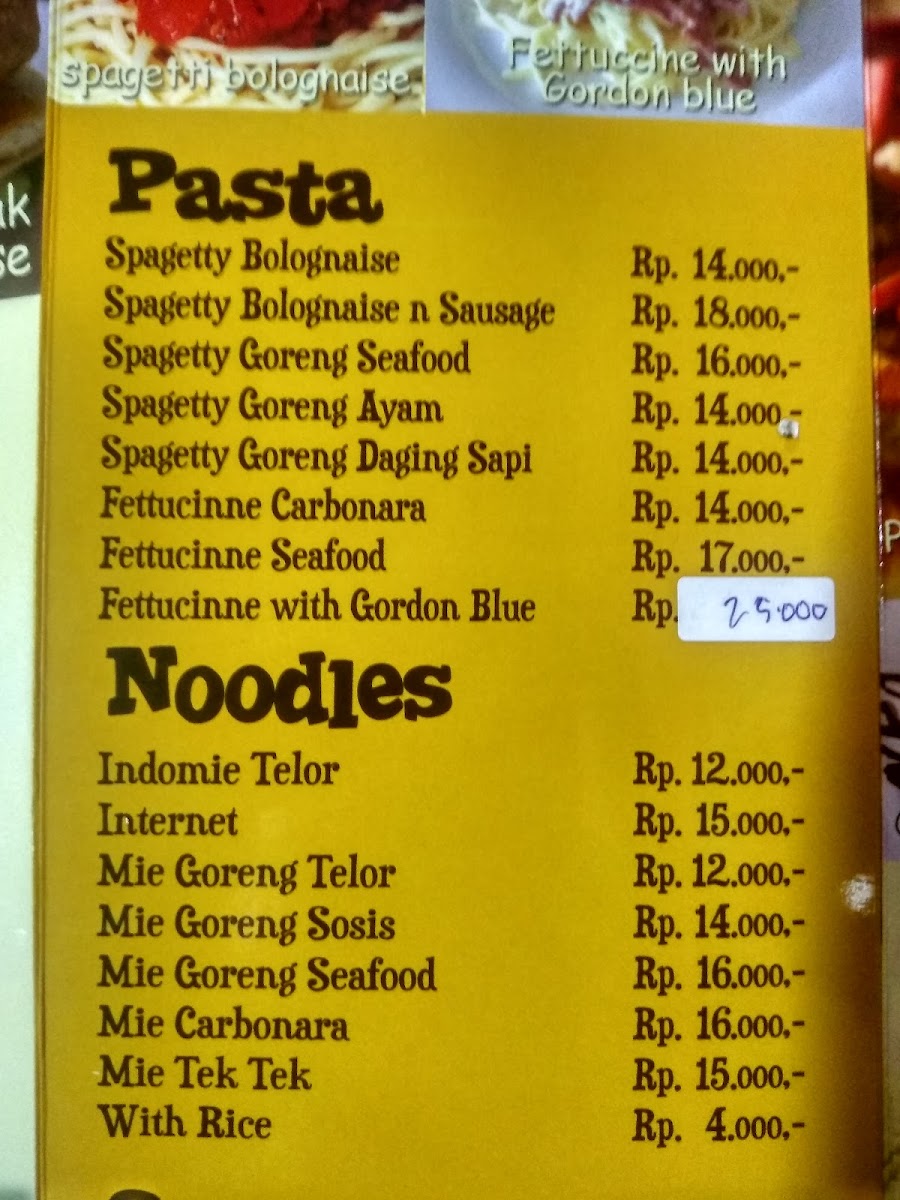 spagetti bolognaise
Fettuccine with
Gordon blue
Pasta
Spagetty Bolognaise Rp. 14.000,-
Spagetty Bolognaise n Sausage Rp. 18.000,-
Spagetty Goreng Seafood Rp. 16.000,-
Spagetty Goreng Ayam Rp. 14.000,-
Spagetty Goreng Daging Sapi Rp. 14.000,-
Fettucinne Carbonara Rp. 14.000,-
Fettucinne Seafood Rp. 17.000,-
Fettucinne with Gordon Blue Rp. 25.000
Noodles
Indomie Telor Rp. 12.000,-
Internet Rp. 15.000,-
Mie Goreng Telor Rp. 12.000,-
Mie Goreng Sosis Rp. 14.000,-
Mie Goreng Seafood Rp. 16.000,-
Mie Carbonara Rp. 16.000,-
Mie Tek Tek Rp. 15.000,-
With Rice Rp. 4.000,-